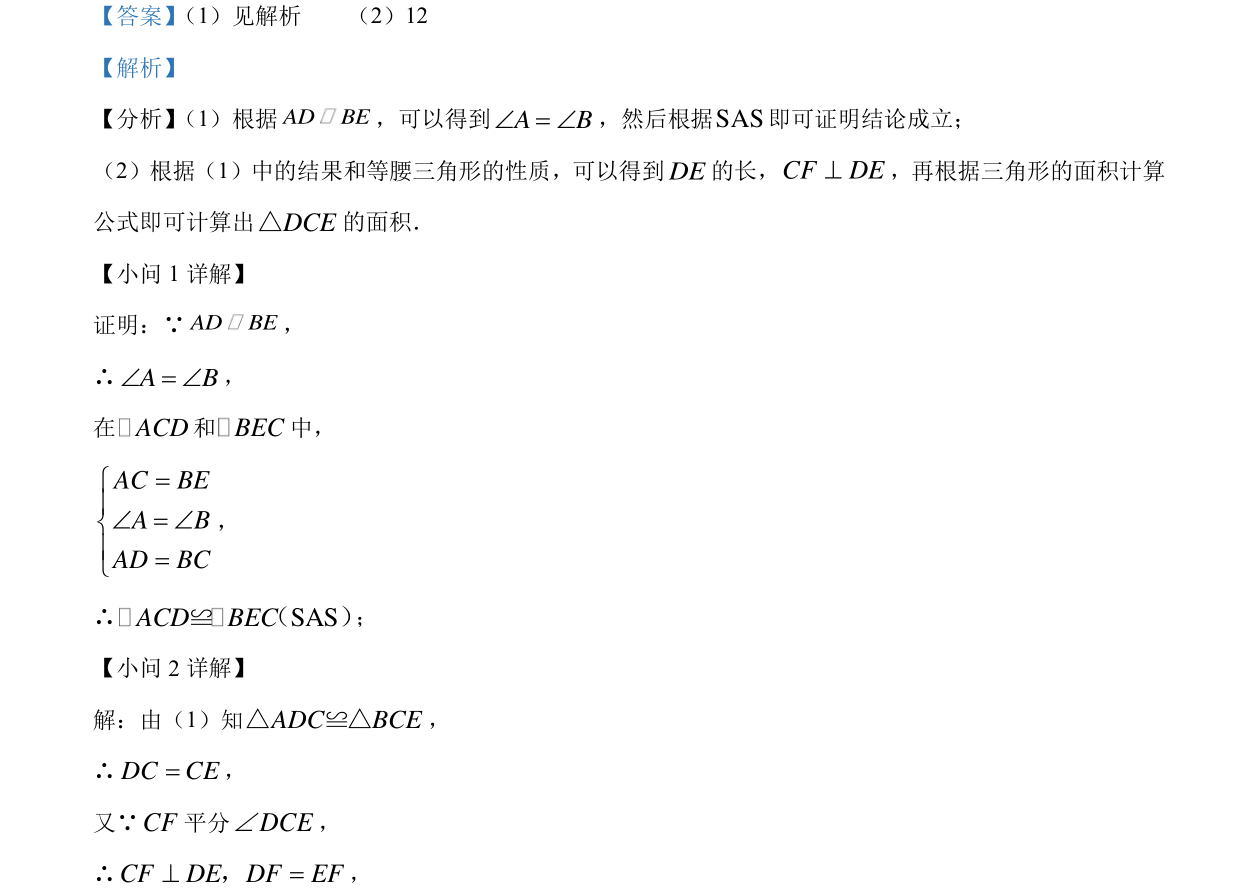 【答案】（1）见解析 （2）12
【解析】
【分析】（1）根据 AD▯BE，可以得到∠A = ∠B，然后根据SAS即可证明结论成立；
（2）根据（1）中的结果和等腰三角形的性质，可以得到DE的长，CF ⊥ DE，再根据三角形的面积计算
公式即可计算出△DCE的面积．
【小问 1 详解】
证明：∵ AD▯BE，
∴ ∠A = ∠B，
在▯ACD和▯BEC中，
AC = BE
∠A = ∠B，
AD = BC
∴▯ACD≌▯BEC（SAS）；
【小问 2 详解】
解：由（1）知△ADC≌△BCE，
∴ DC = CE，
又∵ CF 平分∠DCE，
∴ CF ⊥ DE，DF = EF，